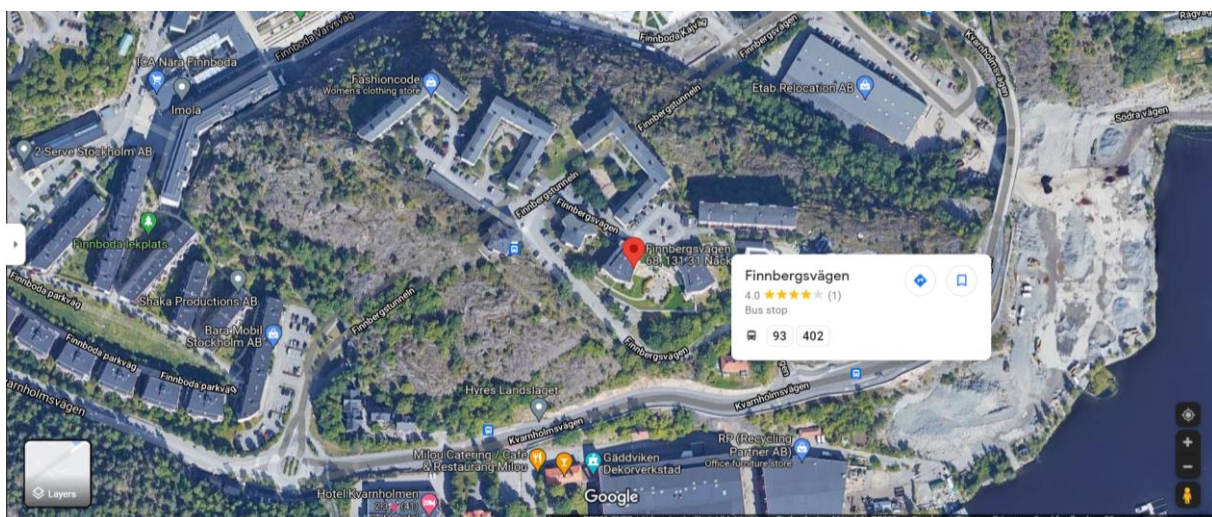 Finnboda Varvsväg
Finnboda Kajväg
Finnbergsvägen
Kvarnholmsvägen
Rågväg
ICA Nära Finnboda
Imola
Fashioncode
Women's clothing store
Finnbergstunneln
Etab Relocation AB
Södra vägen
2 Serve Stockholm AB
Finnbergstunneln
Finnbergsvägen
Finnboda lekplats
Finnbergsvägen
68, 131 31 Nack
Finnbergsvägen
4.0 (1)
Bus stop
93 402
Finnboda parkväg
Shaka Productions AB
Finnbergstunneln
Bara Mobil
Stockholm AB
Finnbergsvägen
Finnboda parkväg
Finnboda parkväg
Kvarnholmsvägen
Hyres Landslaget
Kvarnholmsvägen
Kvarnholmsvägen
Milou Catering / Cafe
& Restaurang Milou
Gäddviken
Dekorverkstad
RP (Recycling
Partner AB)
Office furniture store
Layers
Hotel Kvarnholmen
Google